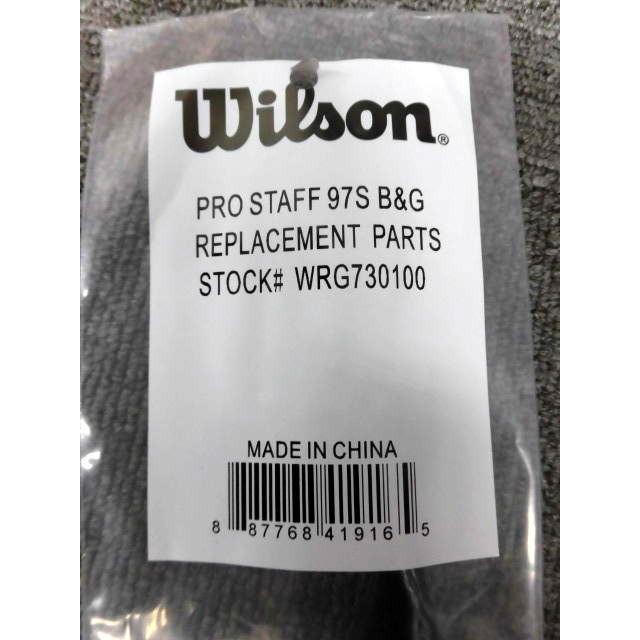 Wilson®
PRO STAFF 97S B&G
REPLACEMENT PARTS
STOCK# WRG730100
MADE IN CHINA
8 87768 41916 5